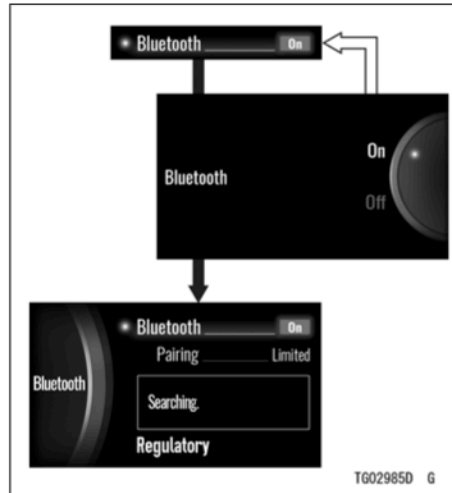 Bluetooth On
On
Bluetooth
Off
Bluetooth On
Pairing Limited
Bluetooth
Searching.
Regulatory
TG02985D G